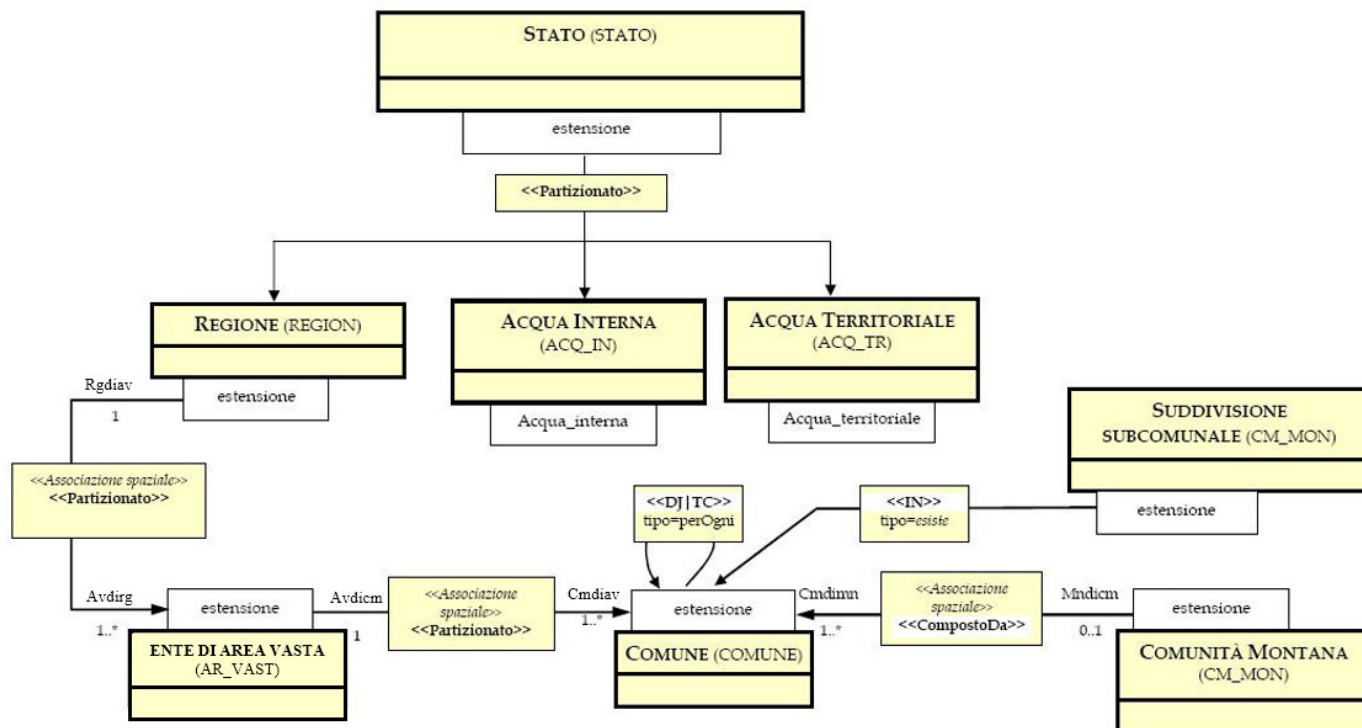 STATO (STATO)
estensione
<<Partizionato>>
REGIONE (REGION)
estensione
ACQUA INTERNA
(ACQ_IN)
Acqua_interna
ACQUA TERRITORIALE
(ACQ_TR)
Acqua_territoriale
SUDDIVISIONE
SUBCOMUNALE (CM_MON)
estensione
Rgdiav
1
<<Associazione spaziale>>
<<Partizionato>>
Avdirg
1..*
<<DJ|TC>>
tipo=perOgni
<<IN>>
tipo=esiste
estensione
ENTE DI AREA VASTA
(AR_VAST)
Avdicm
1
<<Associazione
spaziale>>
<<Partizionato>>
Cmdiav
1..*
estensione
COMUNE (COMUNE)
Cmdimn
1..*
<<Associazione
spaziale>>
<<CompostoDa>>
Mndicm
0..1
estensione
COMUNITÀ MONTANA
(CM_MON)